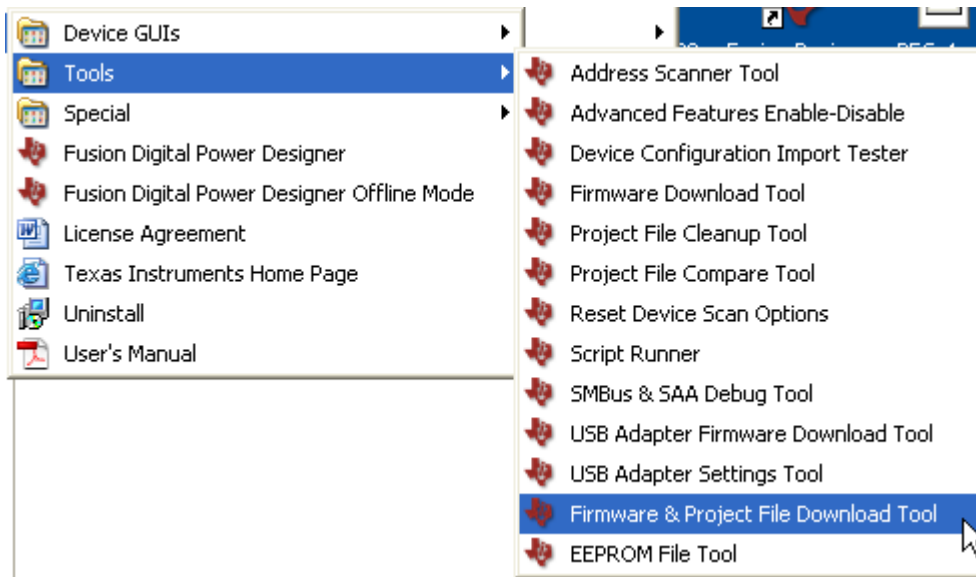 Device GUIs
Tools
Special
Fusion Digital Power Designer
Fusion Digital Power Designer Offline Mode
License Agreement
Texas Instruments Home Page
Uninstall
User's Manual
Address Scanner Tool
Advanced Features Enable-Disable
Device Configuration Import Tester
Firmware Download Tool
Project File Cleanup Tool
Project File Compare Tool
Reset Device Scan Options
Script Runner
SMBus & SAA Debug Tool
USB Adapter Firmware Download Tool
USB Adapter Settings Tool
Firmware & Project File Download Tool
EEPROM File Tool